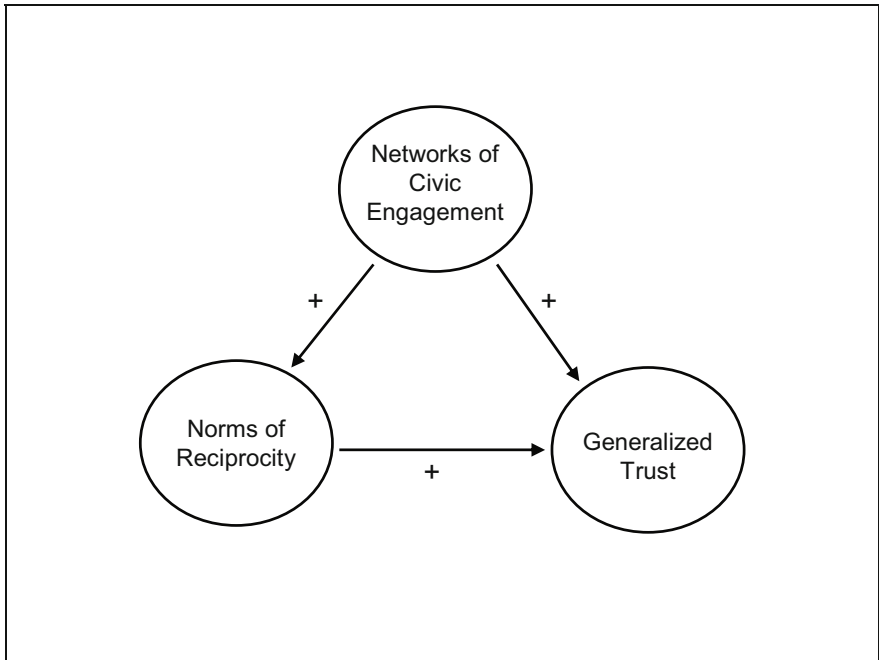 Networks of
Civic
Engagement
+
+
Norms of
Reciprocity
+
Generalized
Trust